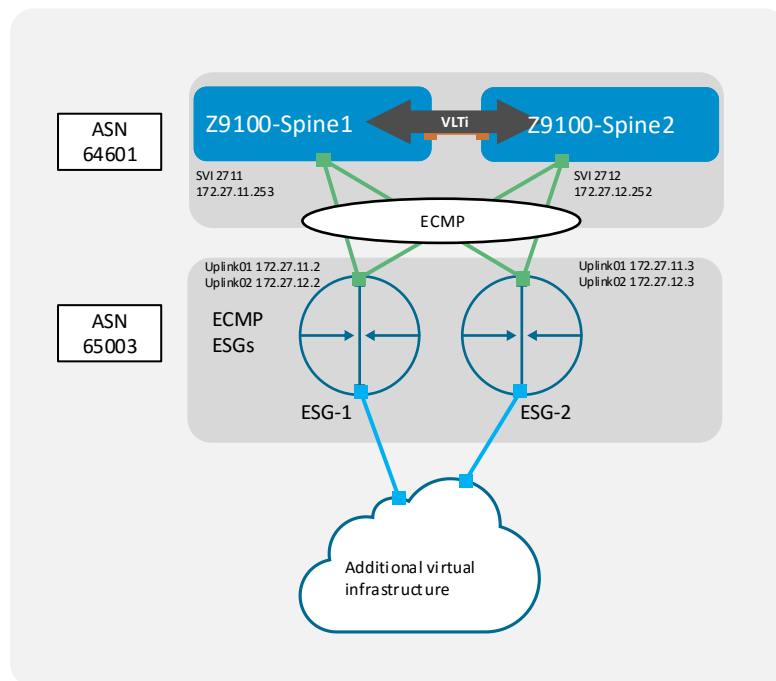 ASN
64601
Z9100-Spine1
VLTi
Z9100-Spine2
SVI 2711
172.27.11.253
SVI 2712
172.27.12.252
ECMP
Uplink01 172.27.11.2
Uplink02 172.27.12.2
Uplink01 172.27.11.3
Uplink02 172.27.12.3
ASN
65003
ECMP
ESGs
ESG-1
ESG-2
Additional virtual
infrastructure